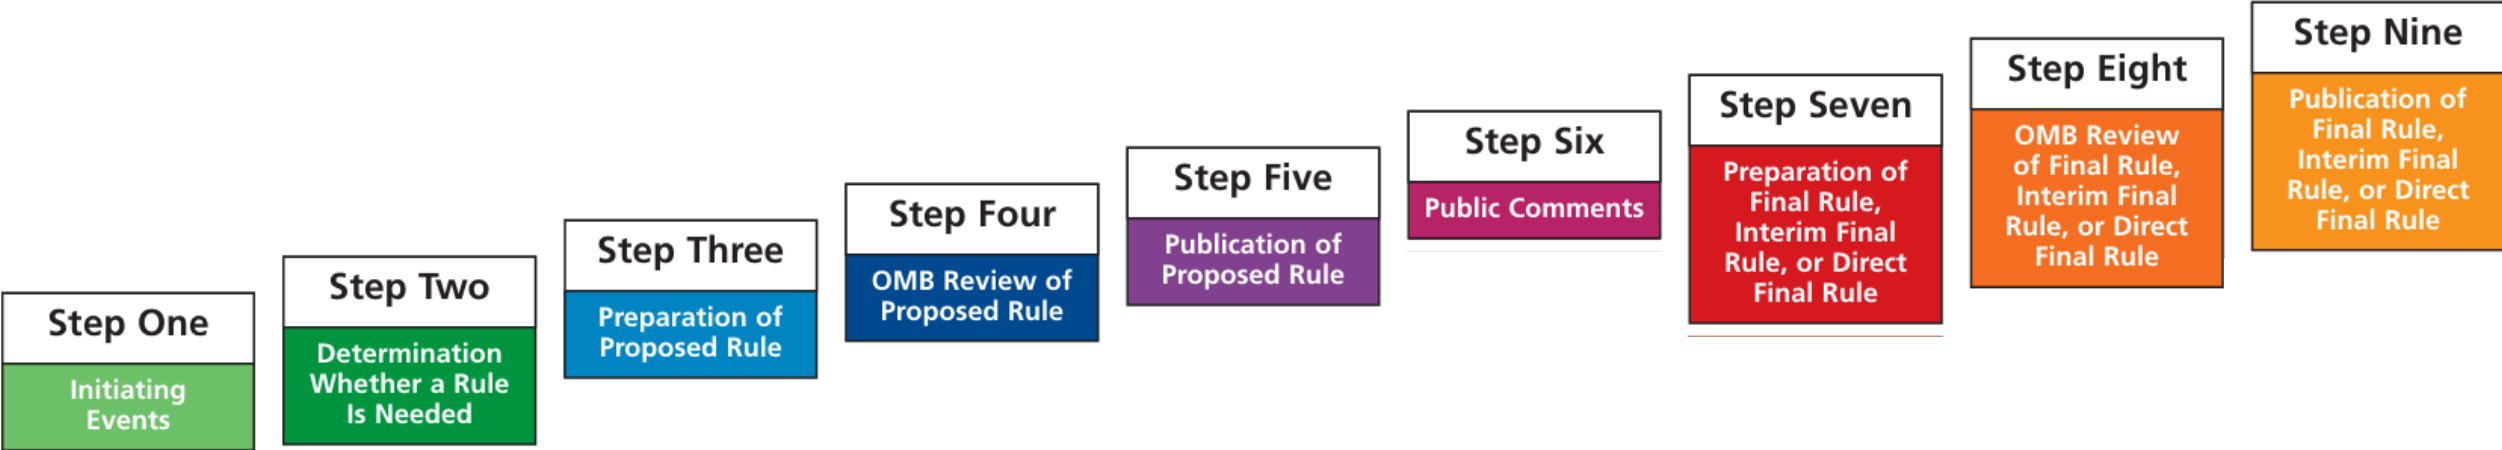 Step One
Initiating
Events
Step Two
Determination
Whether a Rule
Is Needed
Step Three
Preparation of
Proposed Rule
Step Four
OMB Review of
Proposed Rule
Step Five
Publication of
Proposed Rule
Step Six
Public Comments
Step Seven
Preparation of
Final Rule,
Interim Final
Rule, or Direct
Final Rule
Step Eight
OMB Review
of Final Rule,
Interim Final
Rule, or Direct
Final Rule
Step Nine
Publication of
Final Rule,
Interim Final
Rule, or Direct
Final Rule